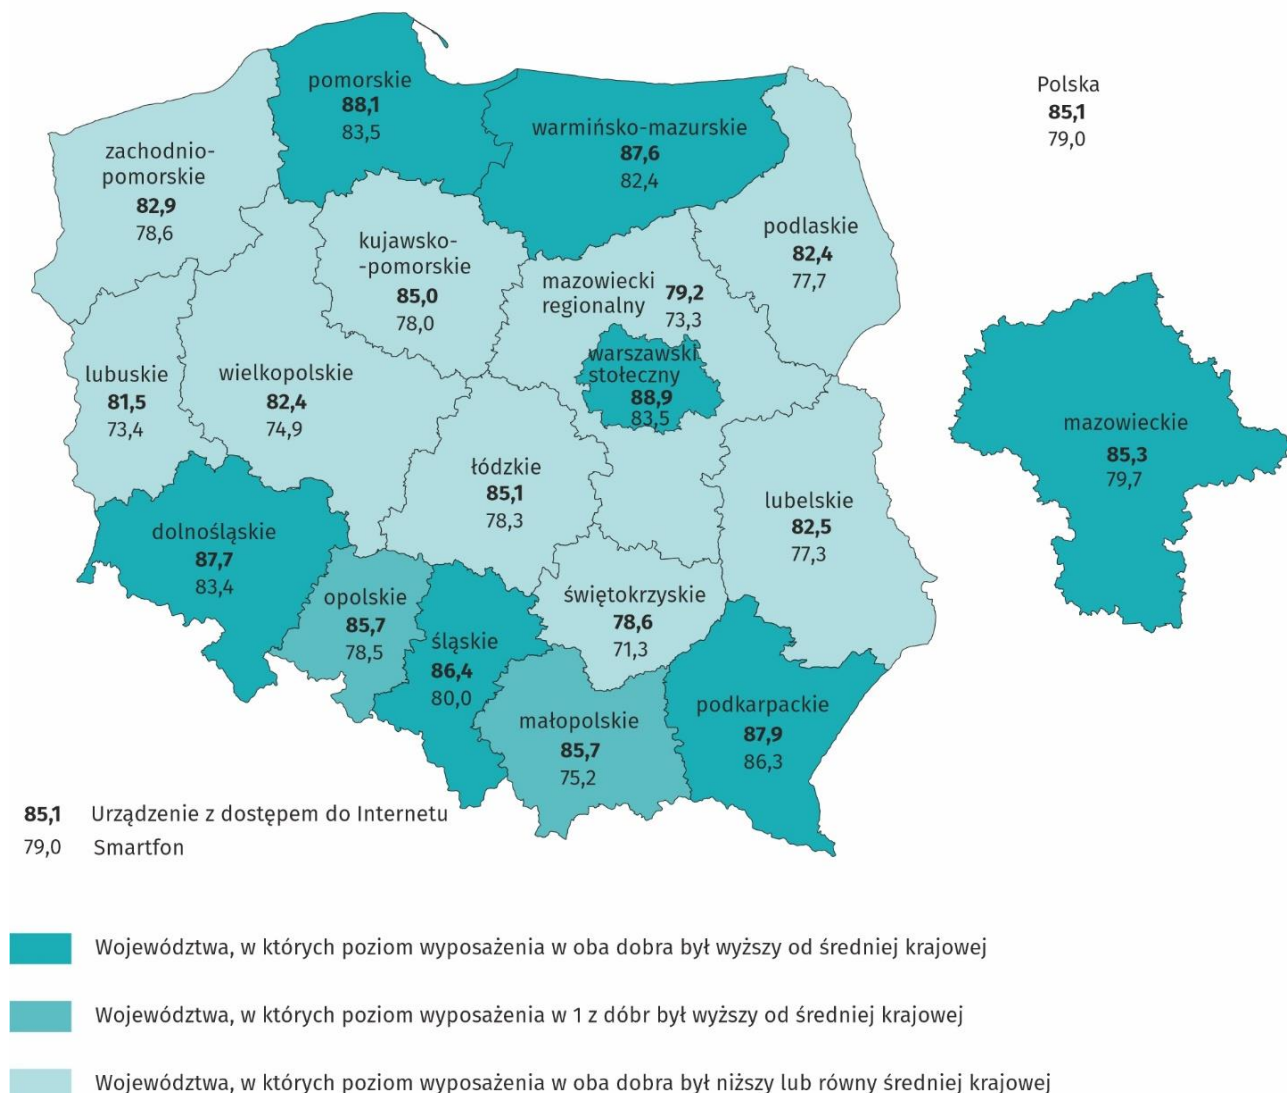 pomorskie
88,1
83,5
warmińsko-mazurskie
87,6
82,4
Polska
85,1
79,0
zachodnio-
pomorskie
82,9
78,6
kujawsko-
-pomorskie
85,0
78,0
mazowiecki
regionalny
79,2
73,3
podlaskie
82,4
77,7
lubuskie
81,5
73,4
wielkopolskie
82,4
74,9
warszawski
stołeczny
88,9
83,5
mazowieckie
85,3
79,7
łódzkie
85,1
78,3
lubelskie
82,5
77,3
dolnośląskie
87,7
83,4
opolskie
85,7
78,5
śląskie
86,4
80,0
świętokrzyskie
78,6
71,3
małopolskie
85,7
75,2
podkarpackie
87,9
86,3
85,1 Urządzenie z dostępem do Internetu
79,0 Smartfon
Województwa, w których poziom wyposażenia w oba dobra był wyższy od średniej krajowej
Województwa, w których poziom wyposażenia w 1 z dóbr był wyższy od średniej krajowej
Województwa, w których poziom wyposażenia w oba dobra był niższy lub równy średniej krajowej